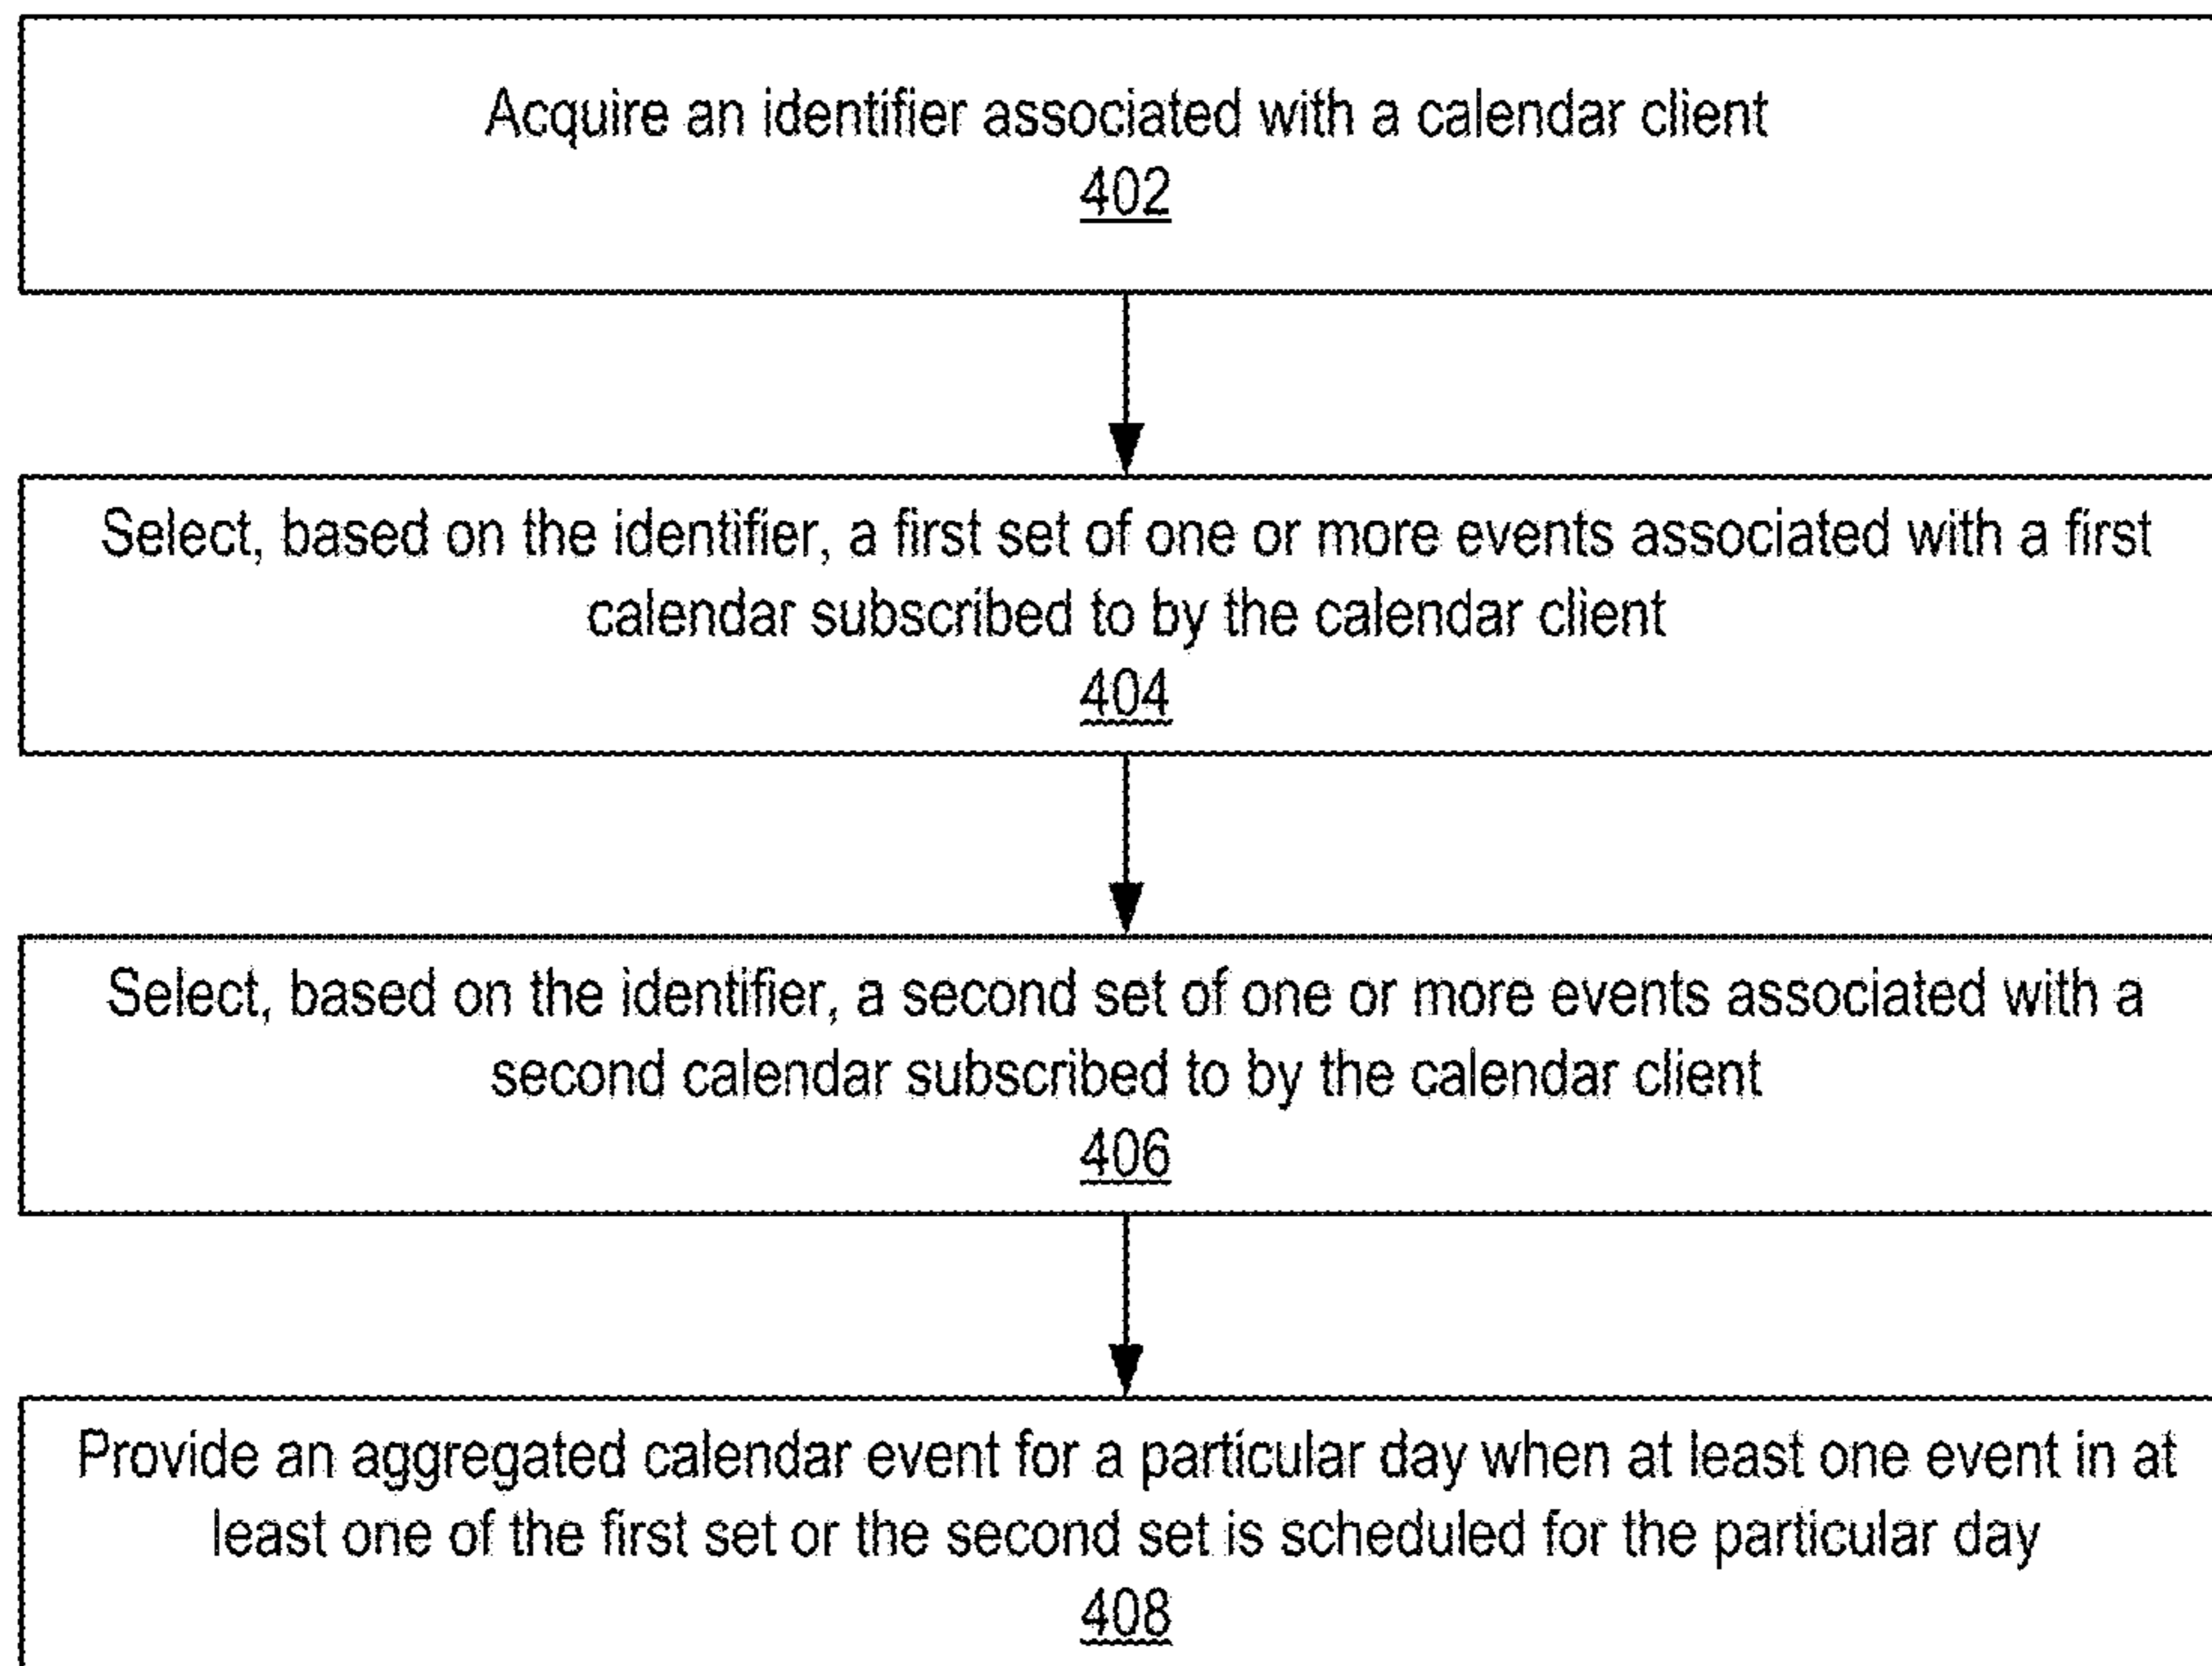 Acquire an identifier associated with a calendar client
402
Select, based on the identifier, a first set of one or more events associated with a first
calendar subscribed to by the calendar client
404
Select, based on the identifier, a second set of one or more events associated with a
second calendar subscribed to by the calendar client
406
Provide an aggregated calendar event for a particular day when at least one event in at
least one of the first set or the second set is scheduled for the particular day
408